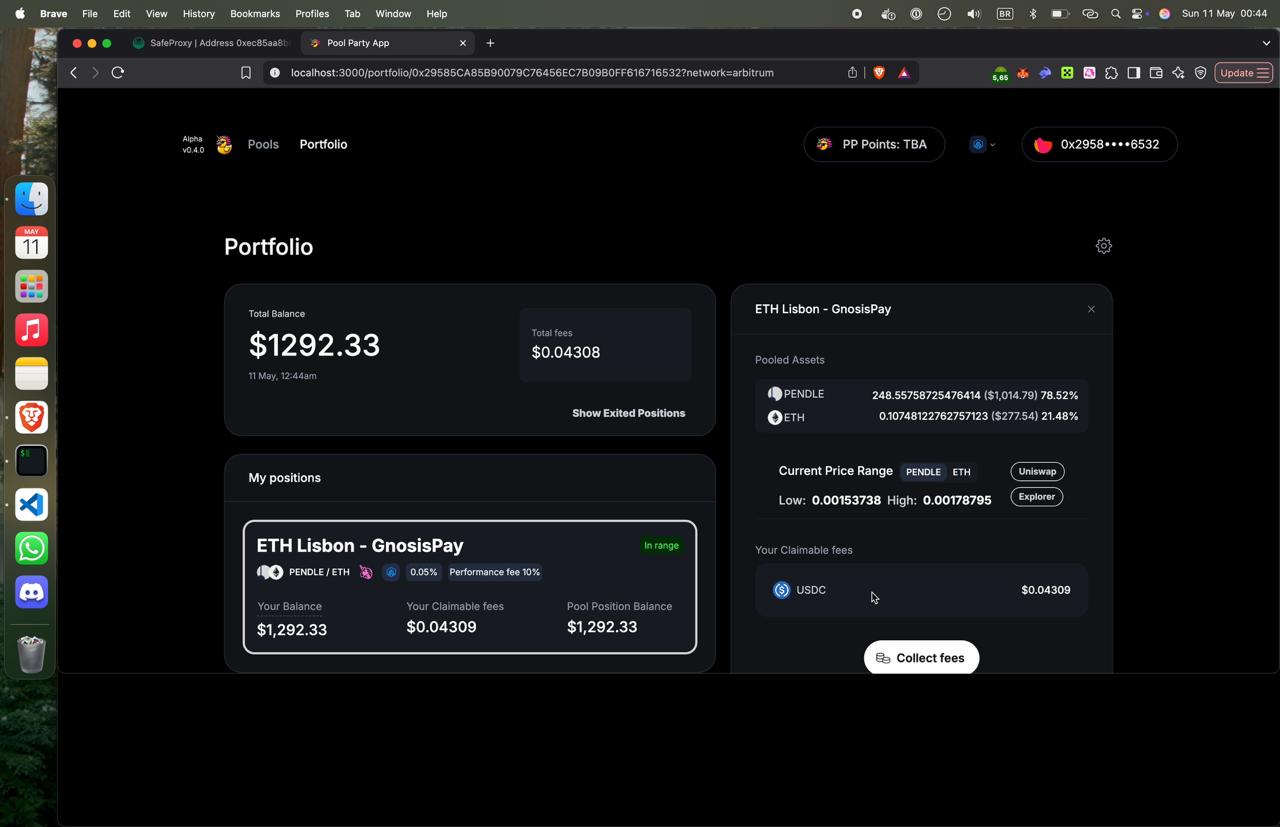 Brave File Edit View History Bookmarks Profiles Tab Window Help BR Sun 11 May 00:44
SafeProxy | Address 0xec85aa8b
Pool Party App
localhost:3000/portfolio/0x29585CA85B90079C76456EC7B09B0FF616716532?network=arbitrum
5,65
Update
Alpha
v0.4.0
Pools
Portfolio
PP Points: TBA
0x2958••••6532
MAY
11
Portfolio
Total Balance
$1292.33
11 May, 12:44am
Total fees
$0.04308
Show Exited Positions
My positions
ETH Lisbon - GnosisPay
In range
PENDLE / ETH
0.05%
Performance fee 10%
Your Balance
$1,292.33
Your Claimable fees
$0.04309
Pool Position Balance
$1,292.33
ETH Lisbon - GnosisPay
Pooled Assets
PENDLE 248.55758725476414 ($1,014.79) 78.52%
ETH 0.10748122762757123 ($277.54) 21.48%
Current Price Range PENDLE ETH
Low: 0.00153738 High: 0.00178795
Uniswap
Explorer
Your Claimable fees
USDC $0.04309
Collect fees